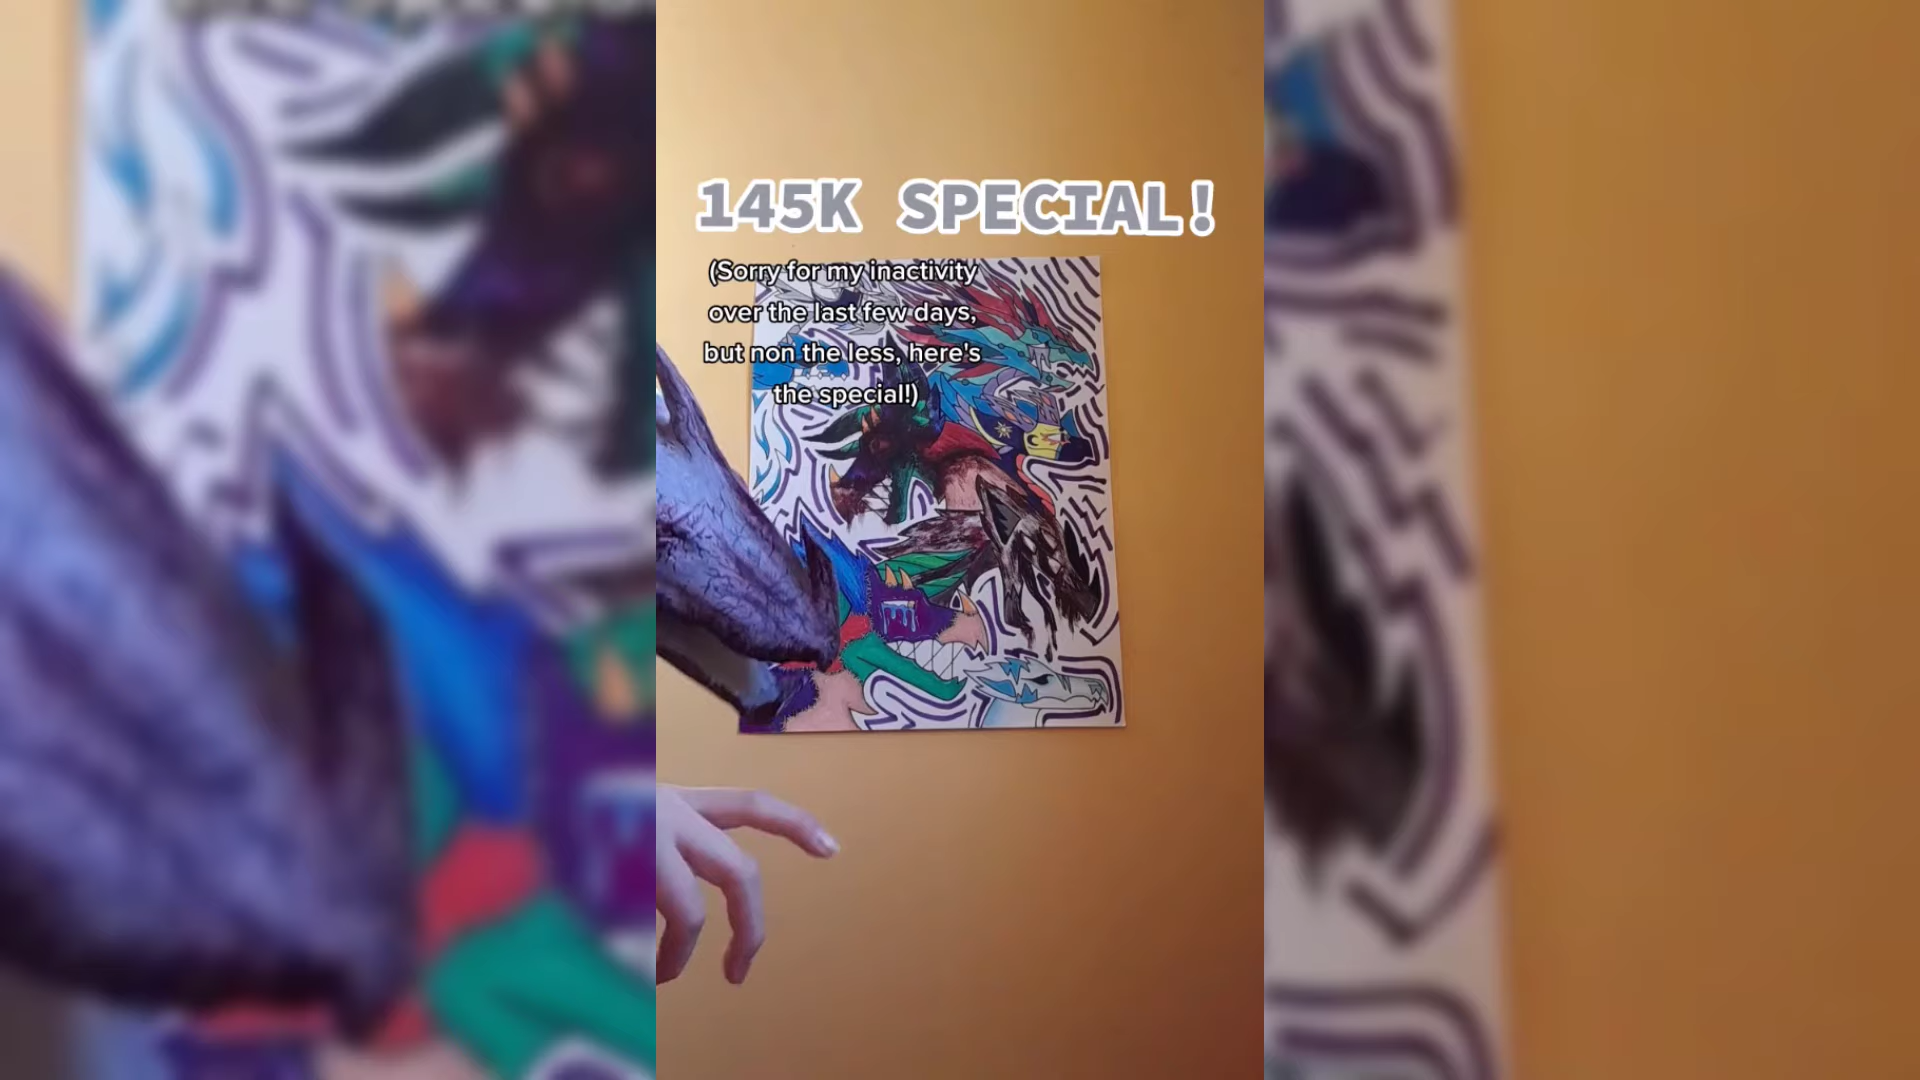 145K SPECIAL!
(Sorry for my inactivity
over the last few days,
but non the less, here's
the special!)